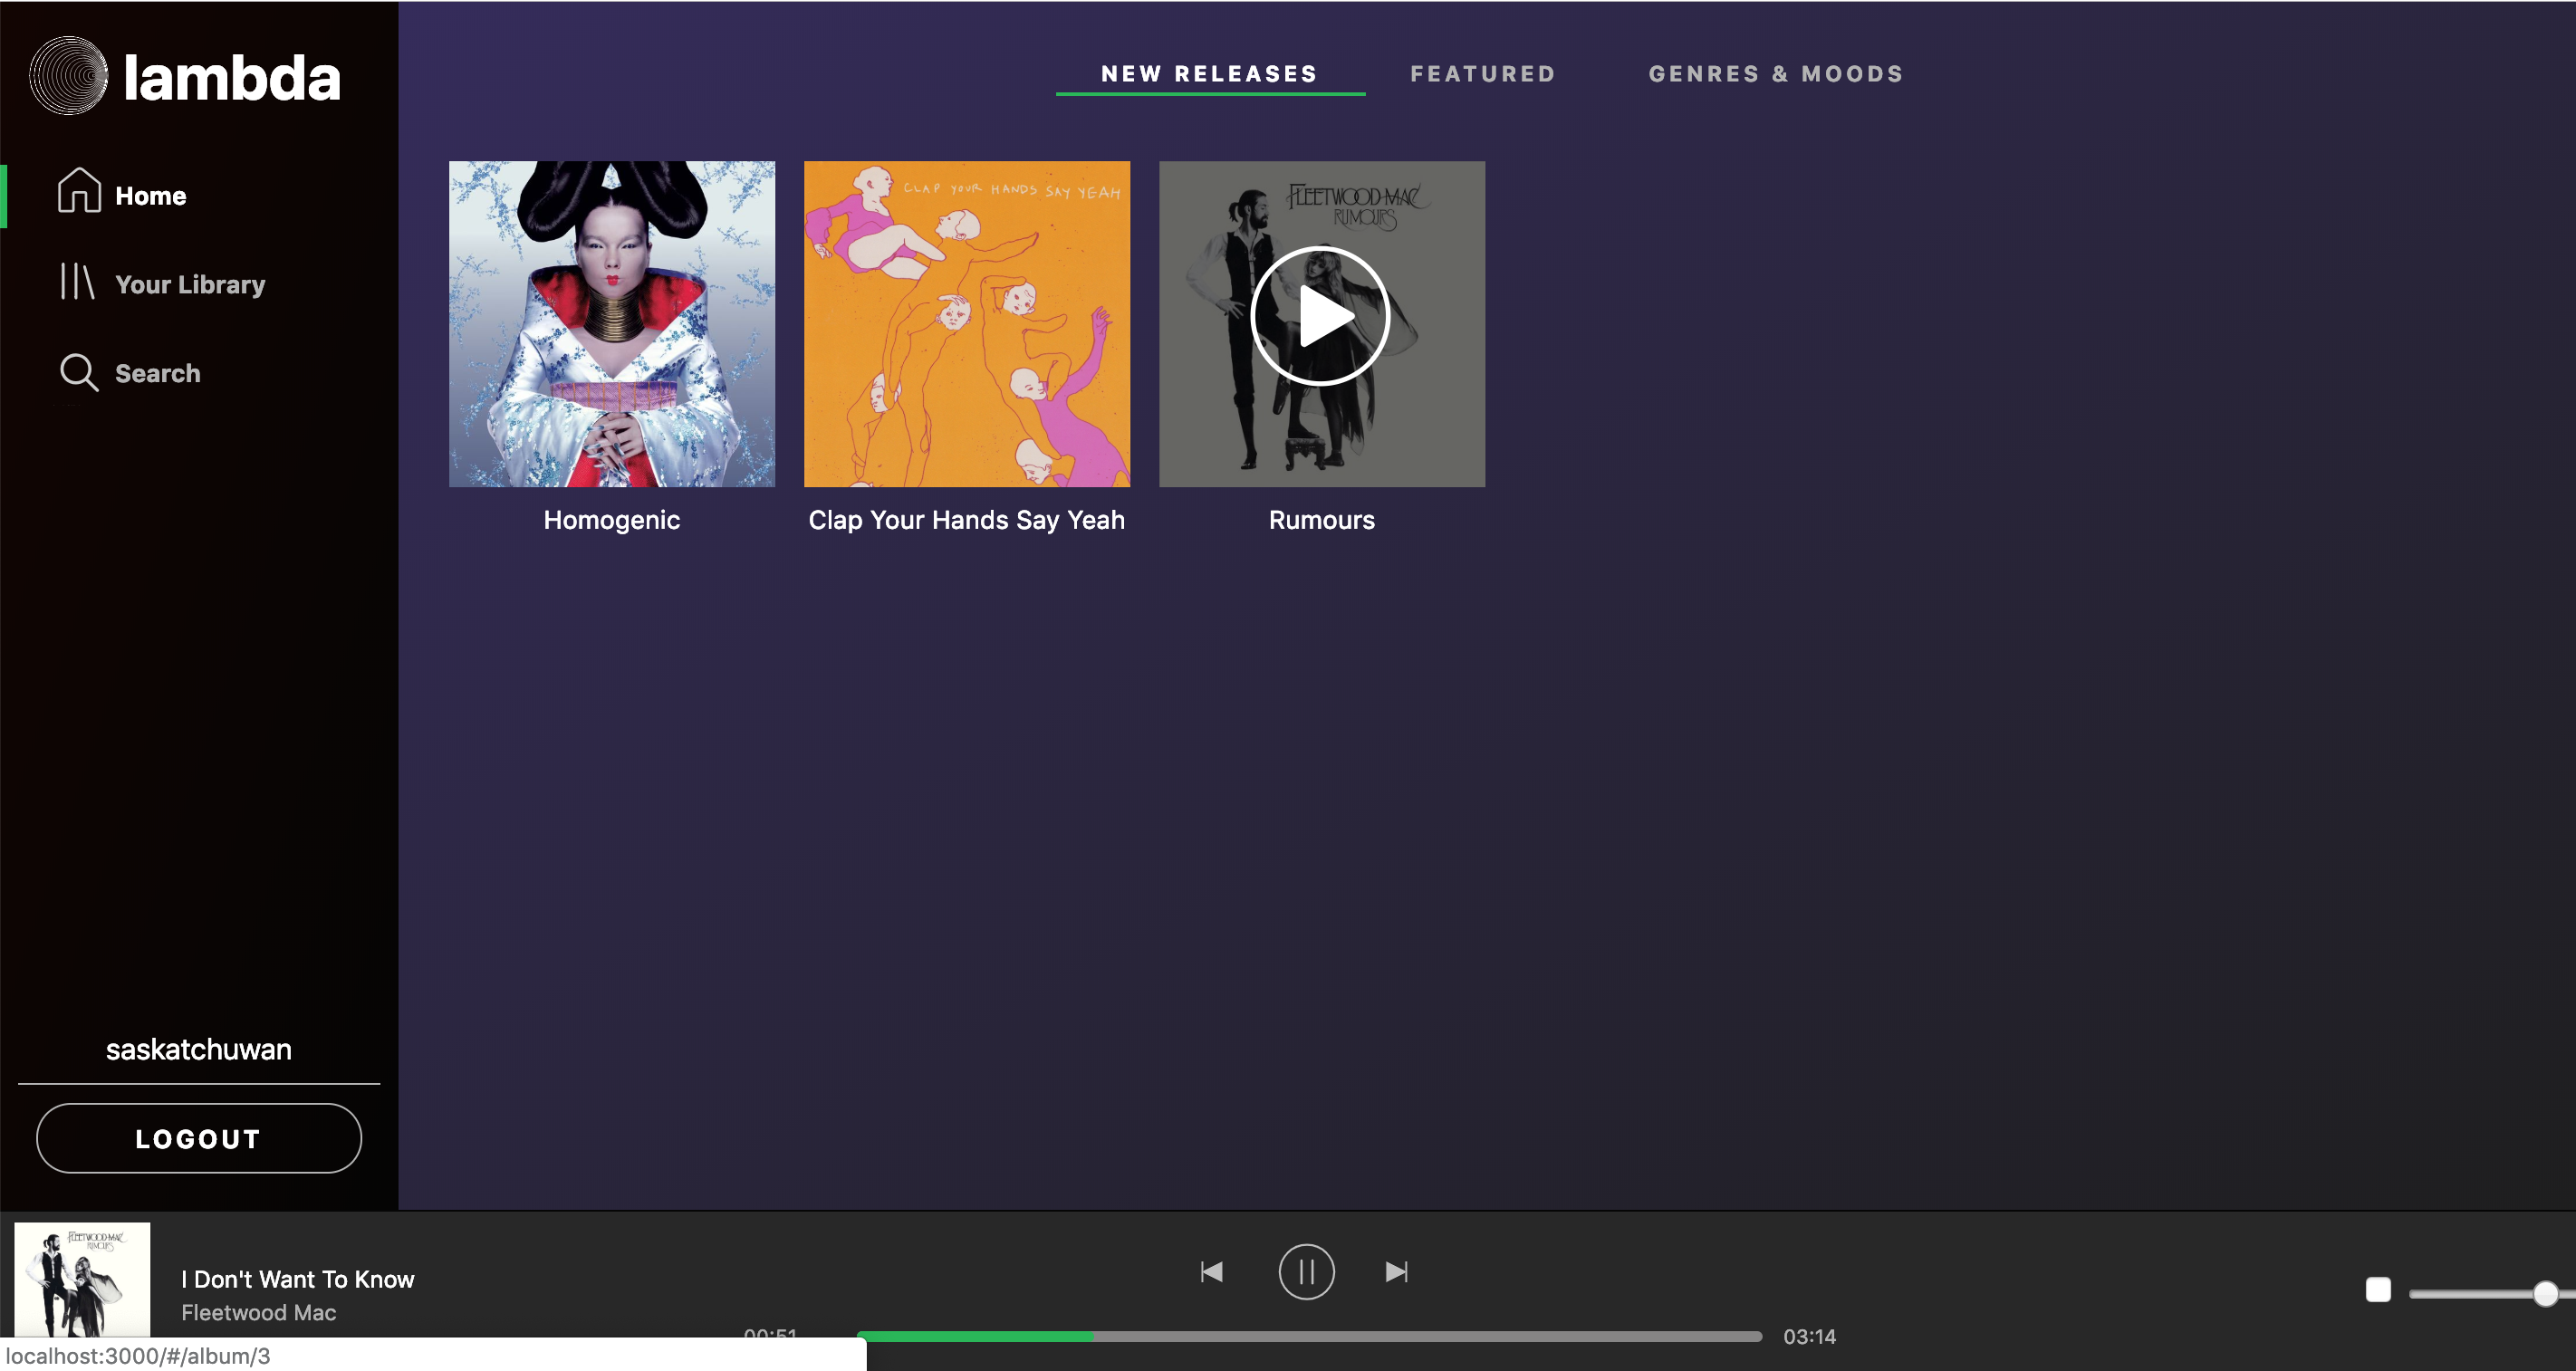 lambda
NEW RELEASES
FEATURED
GENRES & MOODS
Home
Your Library
Search
CLAP YOUR HANDS SAY YEAH
FLEETWOOD MAC
RUMOURS
Homogenic
Clap Your Hands Say Yeah
Rumours
saskatchuwan
LOGOUT
FLEETWOOD MAC
RUMOURS
I Don't Want To Know
Fleetwood Mac
00:51
03:14
localhost:3000/#/album/3